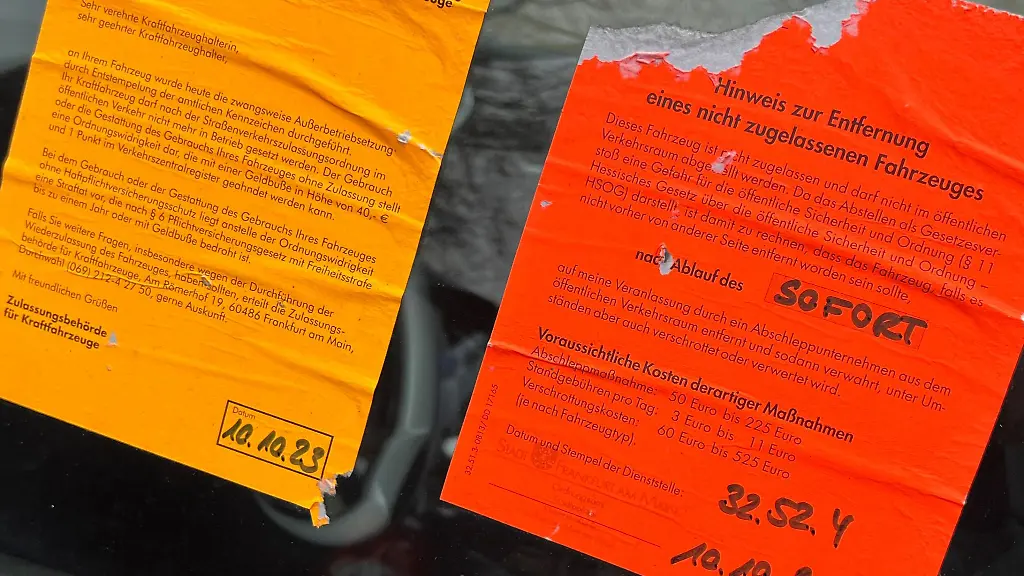 Sehr verehrte Kraftfahrzeughalterin,
sehr geehrter Kraftfahrzeughalter,
an Ihrem Fahrzeug wurde heute die zwangsweise Außerbetriebsetzung
durch Entstempelung der amtlichen Kennzeichen durchgeführt.
Ihr Kraftfahrzeug darf nach der Straßenverkehrszulassungsordnung im
öffentlichen Verkehr nicht mehr in Betrieb gesetzt werden. Der Gebrauch
oder die Gestattung des Gebrauchs Ihres Fahrzeuges ohne Zulassung stellt
eine Ordnungswidrigkeit dar, die mit einer Geldbuße in Höhe von 40,- €
und 1 Punkt im Verkehrszentralregister geahndet werden kann.
Bei dem Gebrauch oder der Gestattung des Gebrauchs Ihres Fahrzeuges
ohne Haftpflichtversicherungsschutz liegt anstelle der Ordnungswidrigkeit
eine Straftat vor, die nach § 6 Pflichtversicherungsgesetz mit Freiheitsstrafe
bis zu einem Jahr oder mit Geldbuße bedroht ist.
Falls Sie weitere Fragen, insbesondere wegen der Durchführung der
Wiederzulassung des Fahrzeuges, haben sollten, erteilt die Zulassungs-
behörde für Kraftfahrzeuge, Am Römerhof 19, 60486 Frankfurt am Main,
Durchwahl (069) 212-4 27 50, gerne Auskunft.
Mit freundlichen Grüßen
Zulassungsbehörde
für Kraftfahrzeuge
Datum
10.10.23
Hinweis zur Entfernung
eines nicht zugelassenen Fahrzeuges
Dieses Fahrzeug ist nicht zugelassen und darf nicht im öffentlichen
Verkehrsraum abgestellt werden. Da das Abstellen als Gesetzesver-
stoß eine Gefahr für die öffentliche Sicherheit und Ordnung (§ 11
Hessisches Gesetz über die öffentliche Sicherheit und Ordnung –
HSOG) darstellt, ist damit zu rechnen, dass das Fahrzeug, falls es
nicht vorher von anderer Seite entfernt worden sein sollte,
nach Ablauf des SOFORT
auf meine Veranlassung durch ein Abschleppunternehmen aus dem
öffentlichen Verkehrsraum entfernt und sodann verwahrt, unter Um-
ständen aber auch verschrottet oder verwertet wird.
Voraussichtliche Kosten derartiger Maßnahmen
Abschleppmaßnahme: 50 Euro bis 225 Euro
Standgebühr pro Tag: 3 Euro bis 11 Euro
Verschrottungskosten: 60 Euro bis 525 Euro
(je nach Fahrzeugtyp).
Datum und Stempel der Dienststelle:
STADT FRANKFURT AM MAIN
32.52.4
10.10.